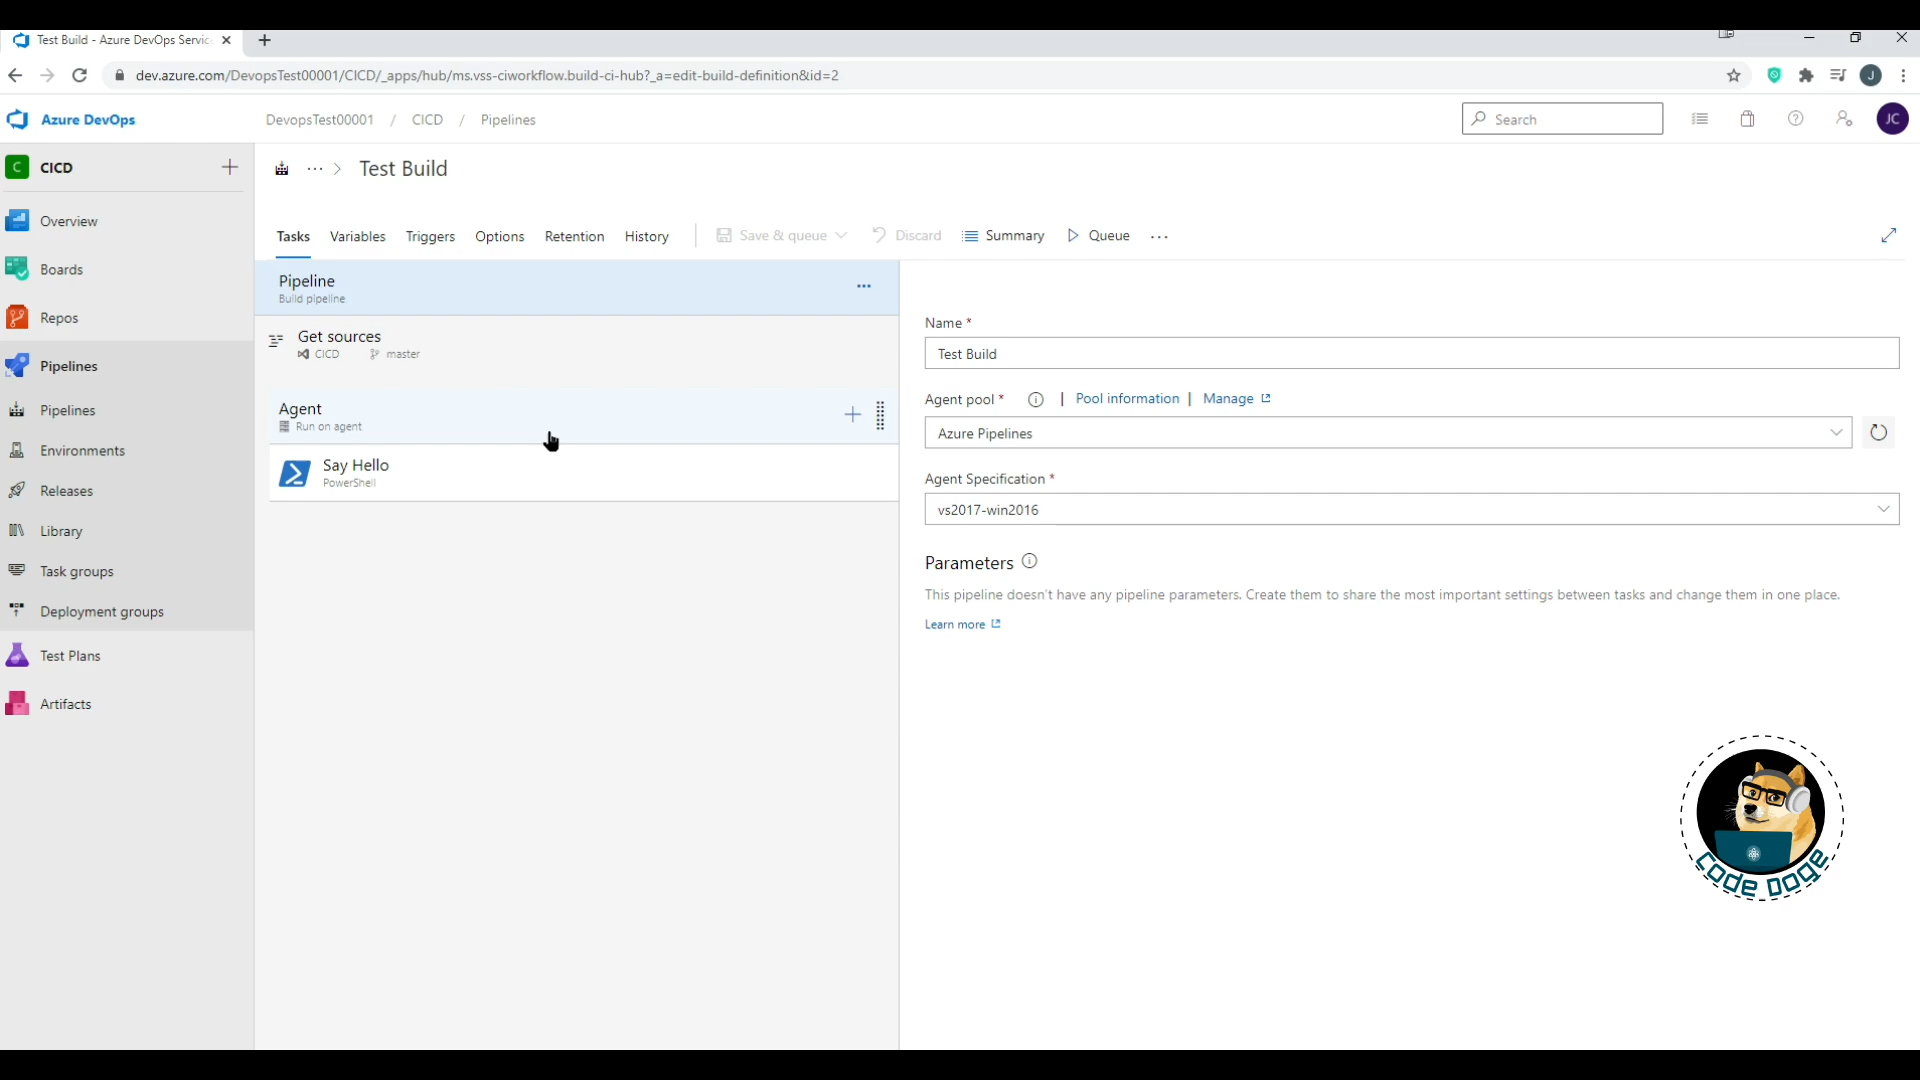 Test Build - Azure DevOps Servic
dev.azure.com/DevopsTest00001/CICD/_apps/hub/ms.vss-ciworkflow.build-ci-hub?_a=edit-build-definition&id=2
J
Azure DevOps
DevopsTest00001 / CICD / Pipelines
Search
JC
C CICD
Test Build
Overview
Boards
Repos
Pipelines
Pipelines
Environments
Releases
Library
Task groups
Deployment groups
Test Plans
Artifacts
Tasks Variables Triggers Options Retention History Save & queue Discard Summary Queue
Pipeline
Build pipeline
Get sources
CICD master
Agent
Run on agent
Say Hello
PowerShell
Name *
Test Build
Agent pool * | Pool information | Manage
Azure Pipelines
Agent Specification *
vs2017-win2016
Parameters
This pipeline doesn't have any pipeline parameters. Create them to share the most important settings between tasks and change them in one place.
Learn more
Code Doge